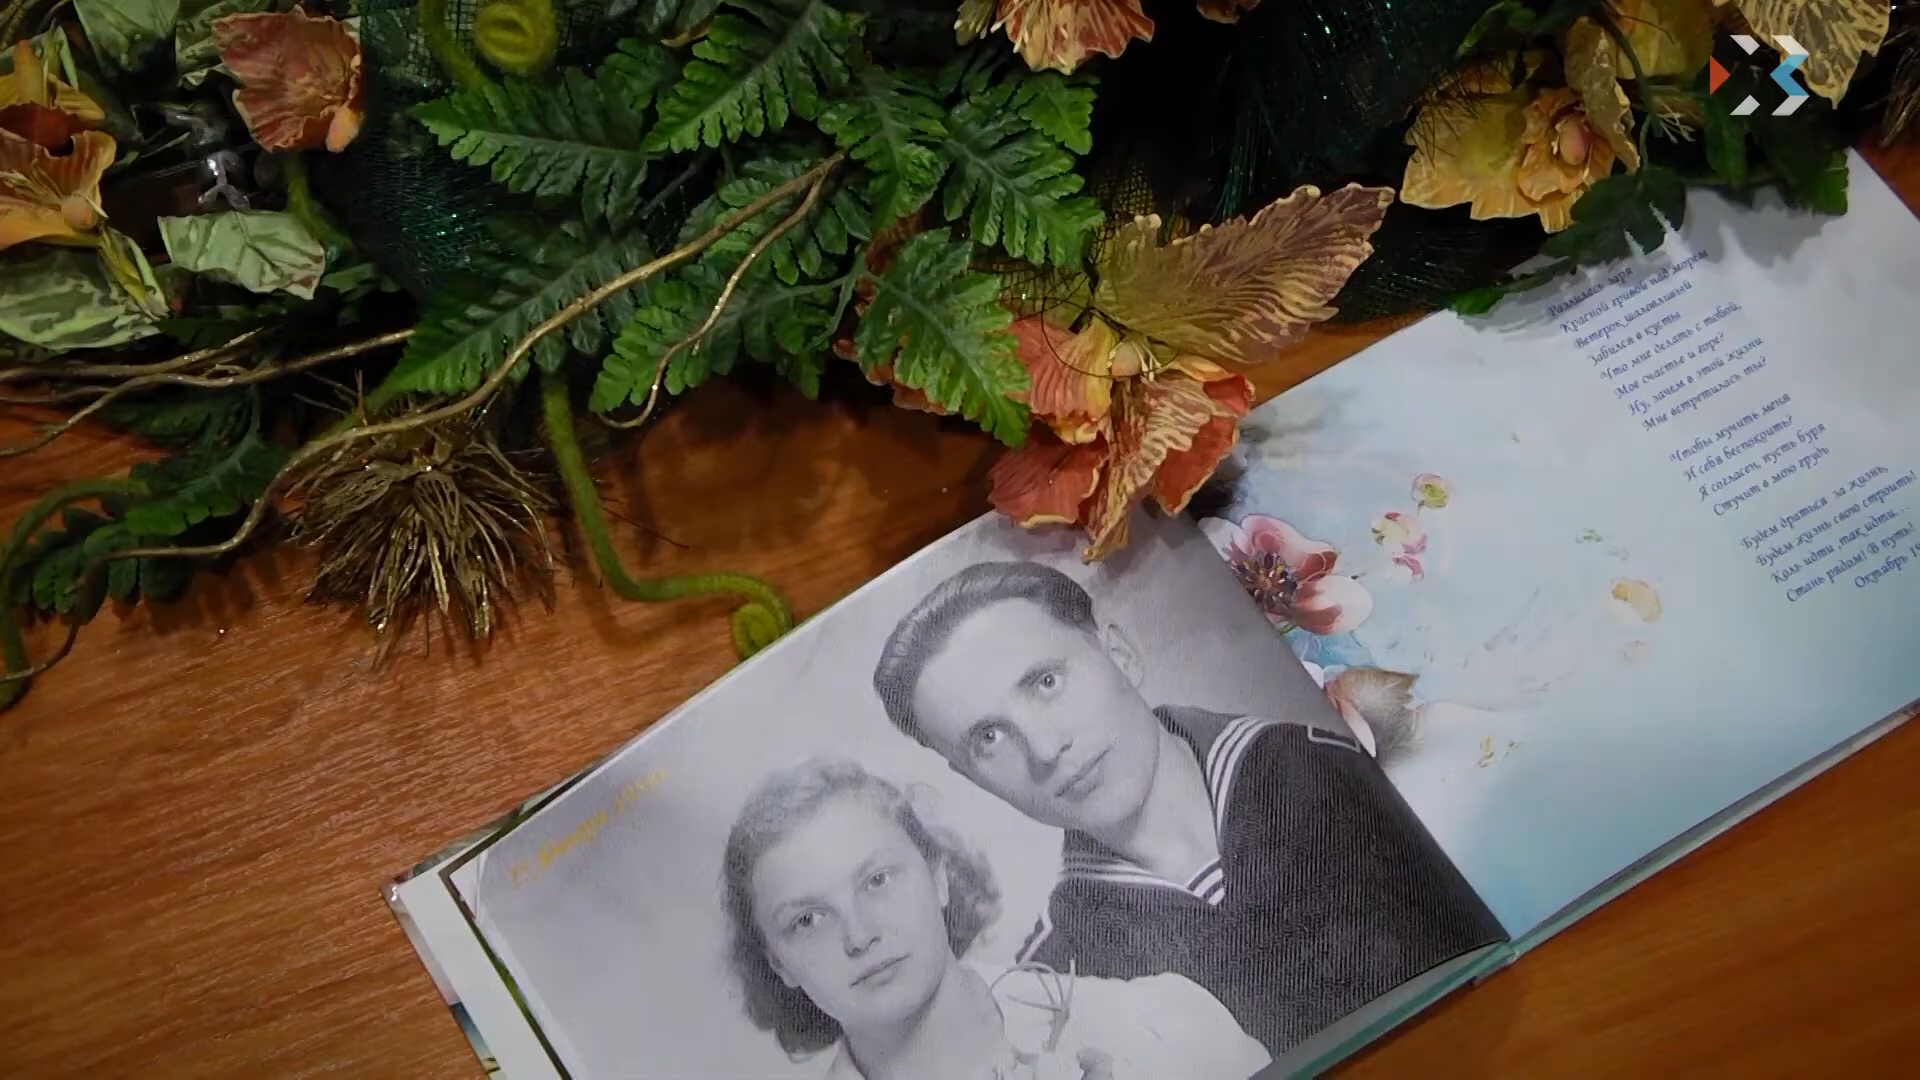 Разлилась заря
Красной гривой над морем
Ветерок шаловливый
Забился в кусты
Что мне делать с тобой,
Мое счастье и горе?
Ну, зачем в этой жизни
Мне встретилась ты?
Чтобы мучить меня
И себя беспокоить?
Я согласен, пусть буря
Стучит в мою грудь
Будем драться за жизнь,
Будем жизнь свою строить!
Коль идти, так идти...
Стань рядом! В путь!
Октябрь